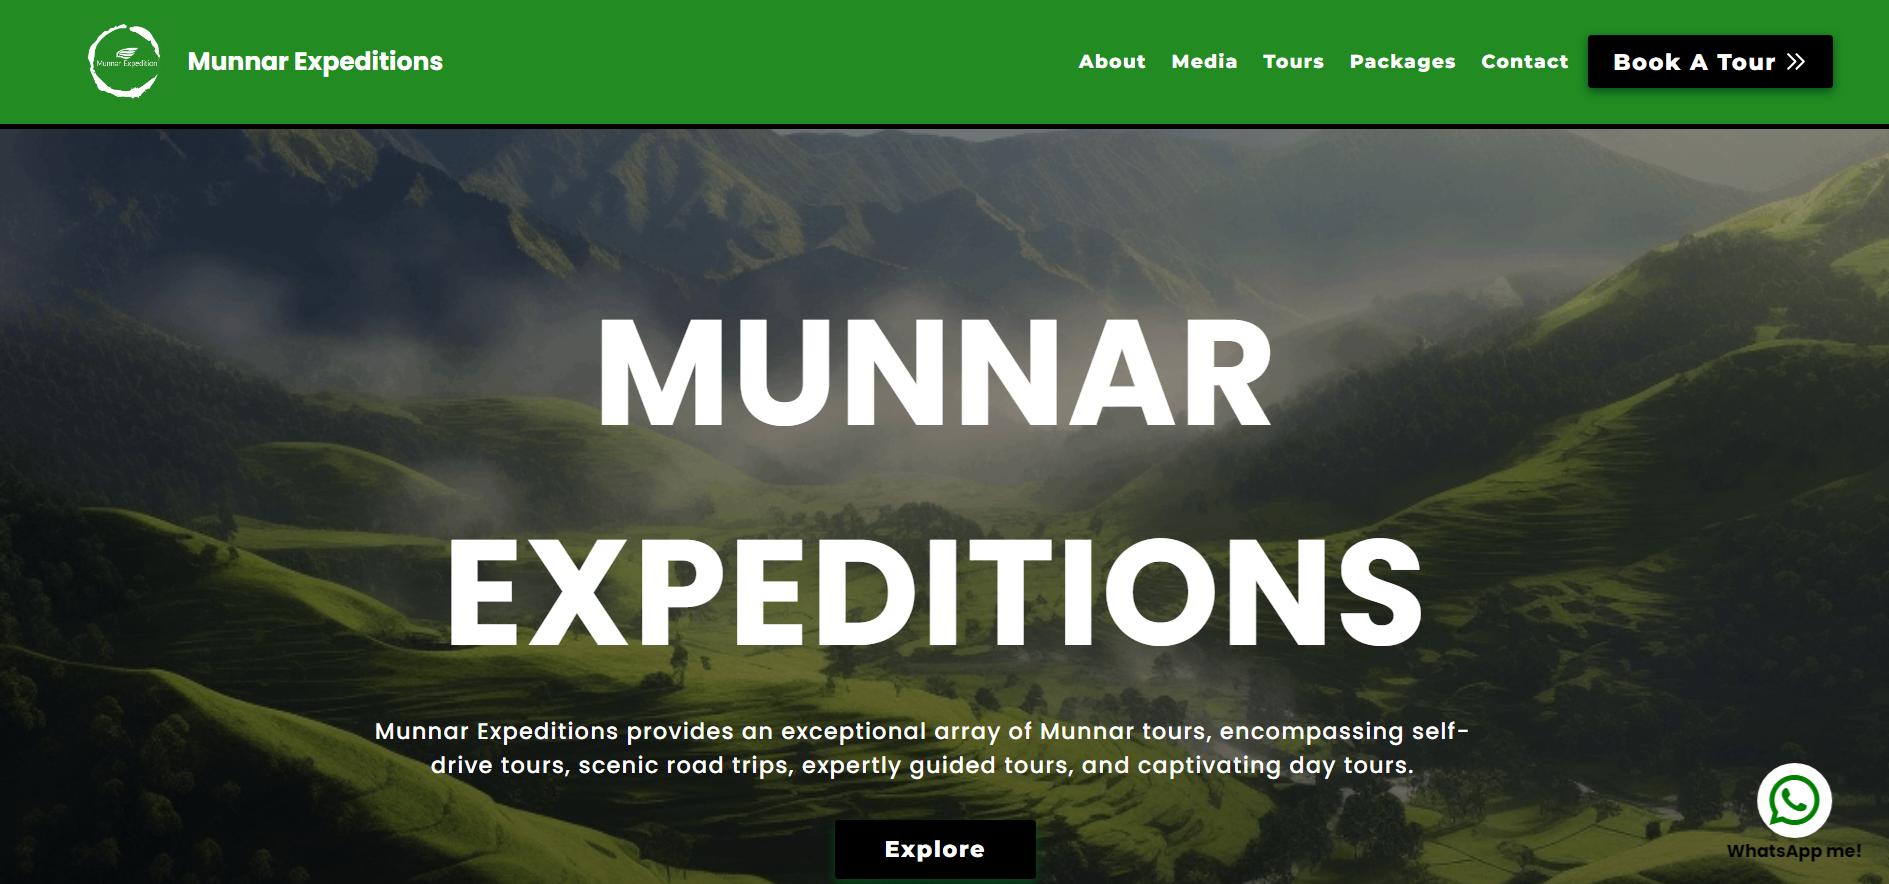 Munnar Expedition
Munnar Expeditions
About Media Tours Packages Contact Book A Tour
MUNNAR
EXPEDITIONS
Munnar Expeditions provides an exceptional array of Munnar tours, encompassing self-
drive tours, scenic road trips, expertly guided tours, and captivating day tours.
Explore
WhatsApp me!